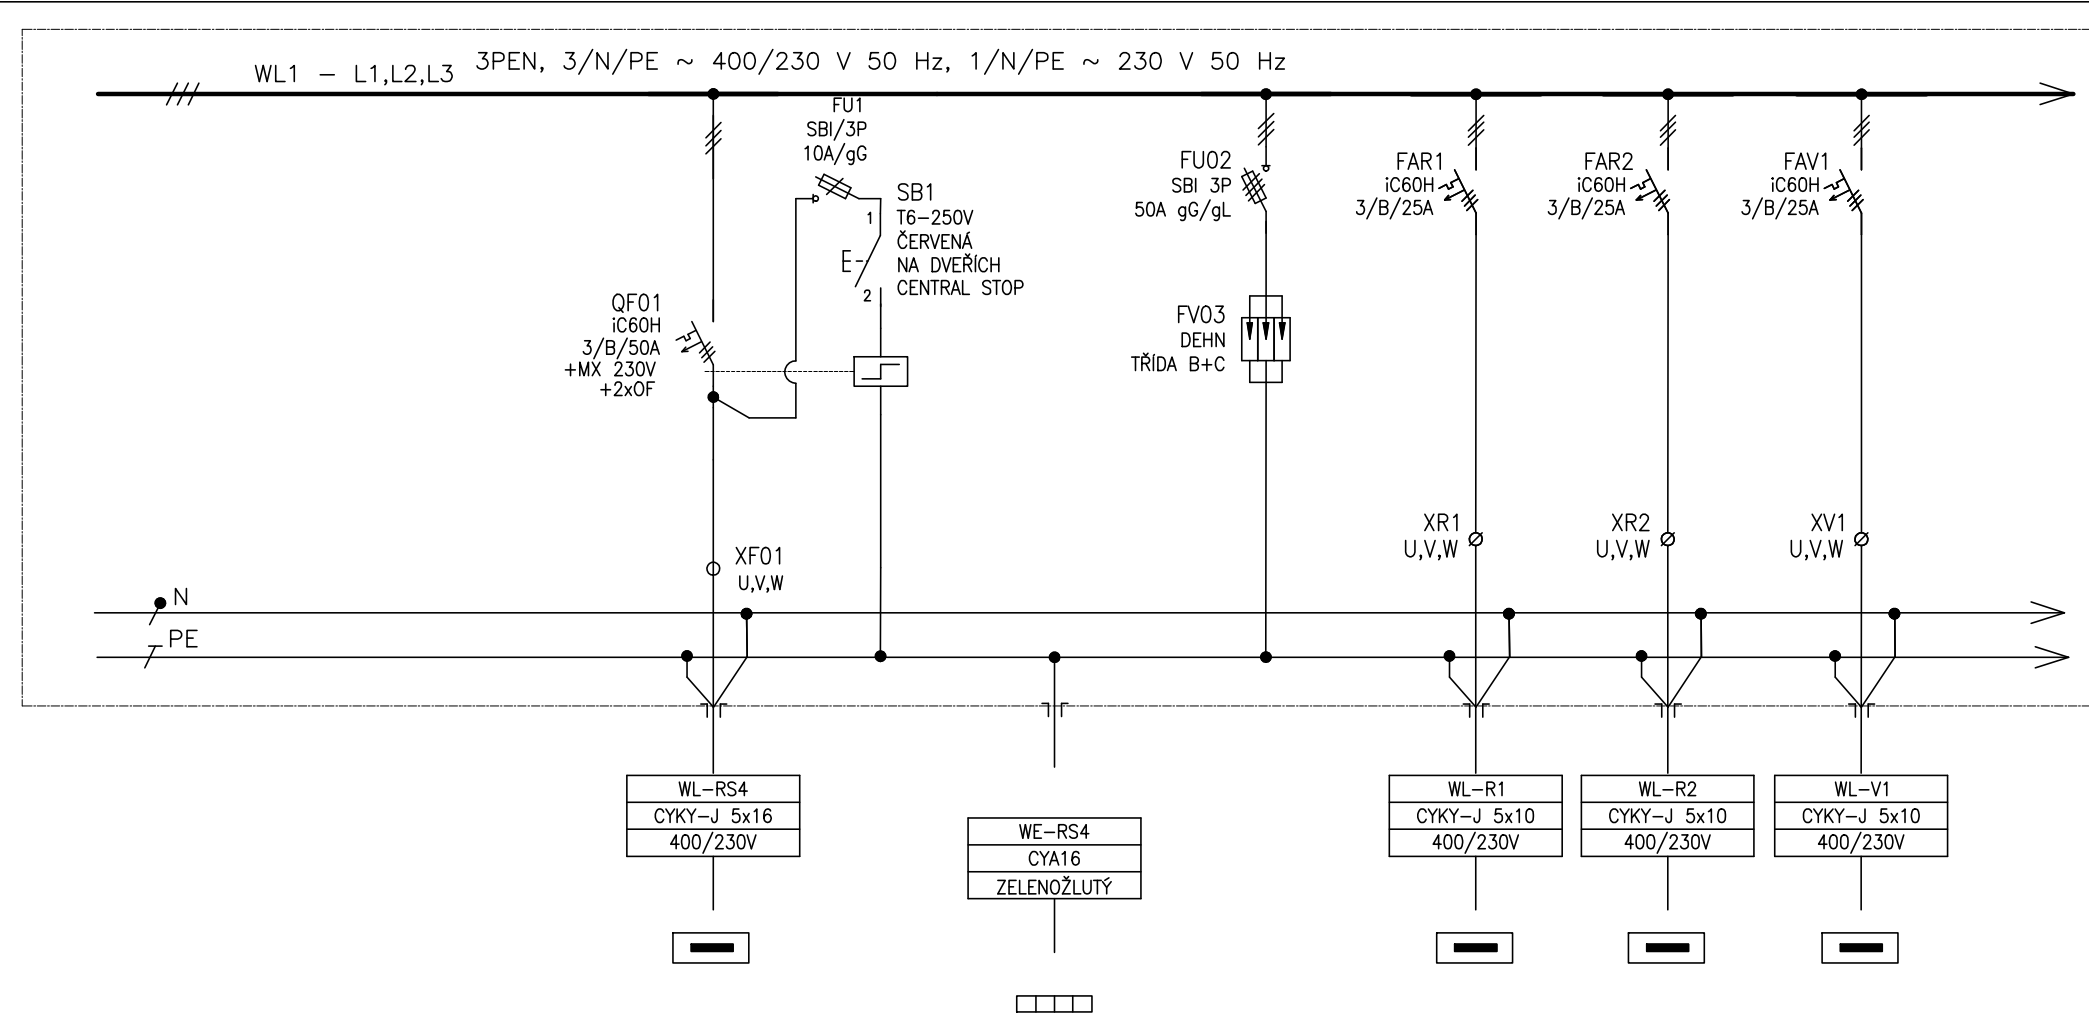 WL1 – L1,L2,L3
3PEN, 3/N/PE ~ 400/230 V 50 Hz, 1/N/PE ~ 230 V 50 Hz
FU1
SBI/3P
10A/gG
SB1
T6–250V
ČERVENÁ
NA DVEŘÍCH
CENTRAL STOP
1
2
E
QF01
iC60H
3/B/50A
+MX 230V
+2xOF
FU02
SBI 3P
50A gG/gL
FV03
DEHN
TŘÍDA B+C
FAR1
iC60H
3/B/25A
FAR2
iC60H
3/B/25A
FAV1
iC60H
3/B/25A
XF01
U,V,W
XR1
U,V,W
XR2
U,V,W
XV1
U,V,W
N
PE
WL–RS4
CYKY–J 5x16
400/230V
WE–RS4
CYA16
ZELENOŽLUTÝ
WL–R1
CYKY–J 5x10
400/230V
WL–R2
CYKY–J 5x10
400/230V
WL–V1
CYKY–J 5x10
400/230V